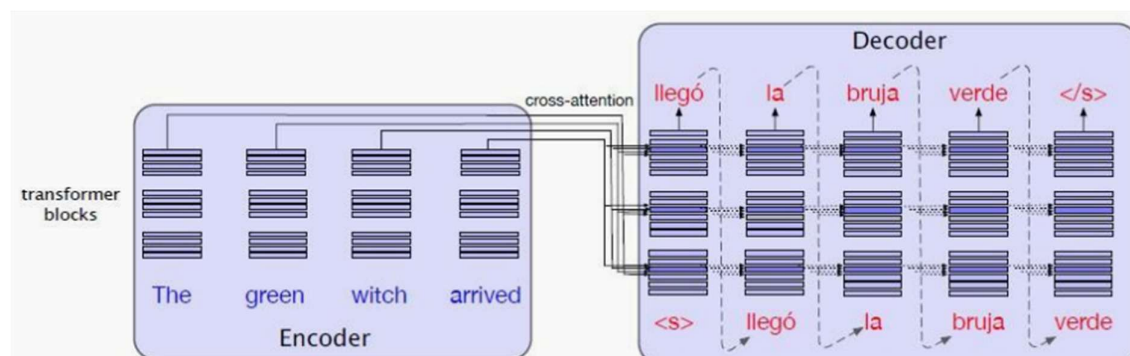 Decoder
llegó la bruja verde </s>
cross-attention
transformer
blocks
The green witch arrived
Encoder
<s> llegó la bruja verde